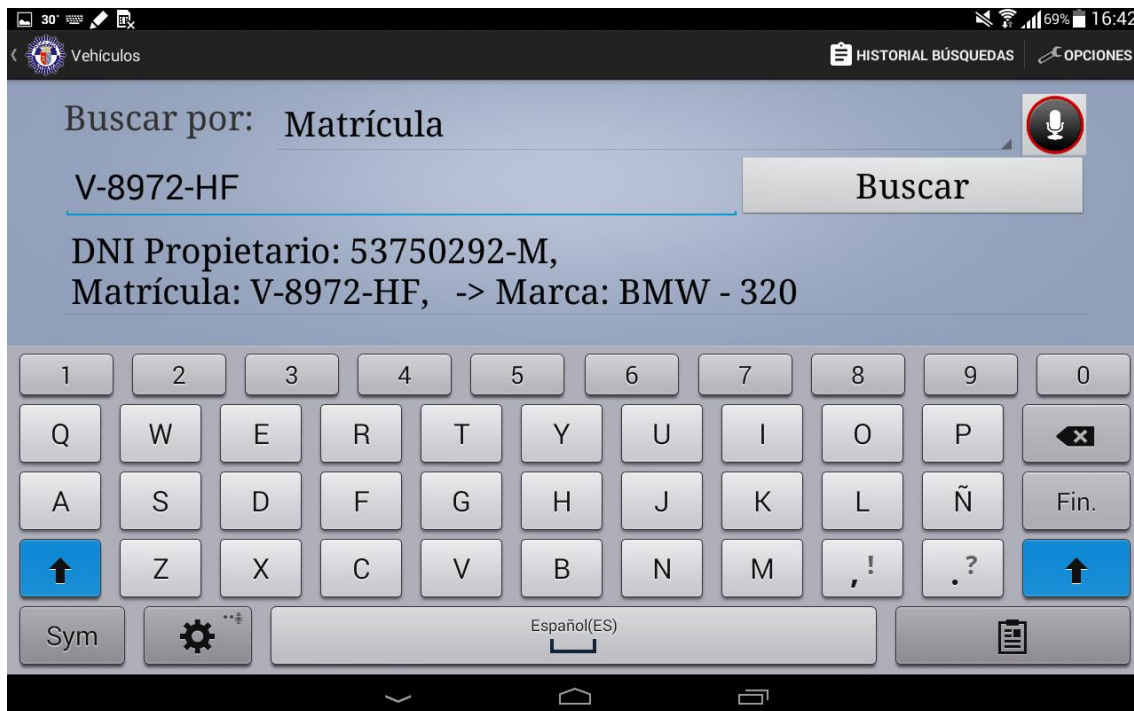 30° 69% 16:42
Vehículos HISTORIAL BÚSQUEDAS OPCIONES
Buscar por: Matrícula
V-8972-HF Buscar
DNI Propietario: 53750292-M,
Matrícula: V-8972-HF, -> Marca: BMW - 320
1 2 3 4 5 6 7 8 9 0
Q W E R T Y U I O P
A S D F G H J K L Ñ Fin.
Z X C V B N M , ! . ?
Sym Español(ES)